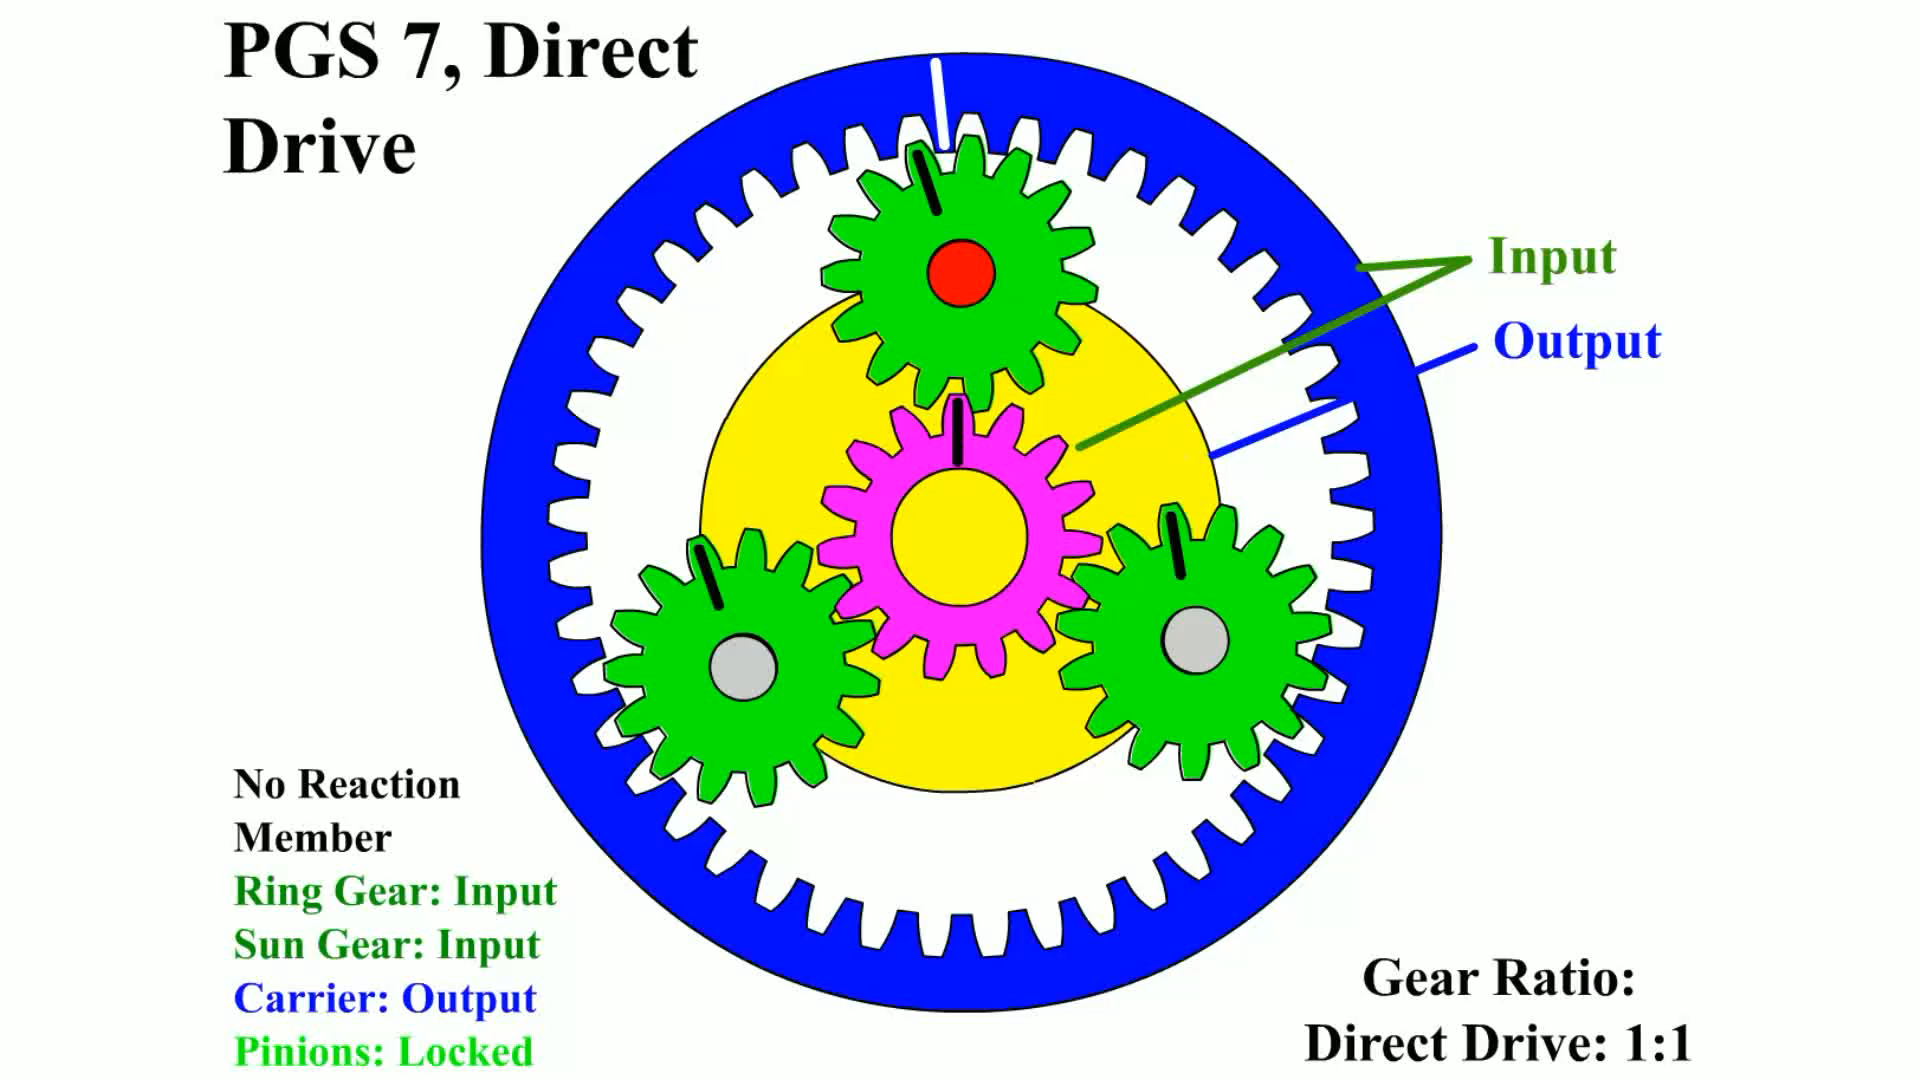 PGS 7, Direct
Drive
Input
Output
No Reaction
Member
Ring Gear: Input
Sun Gear: Input
Carrier: Output
Pinions: Locked
Gear Ratio:
Direct Drive: 1:1